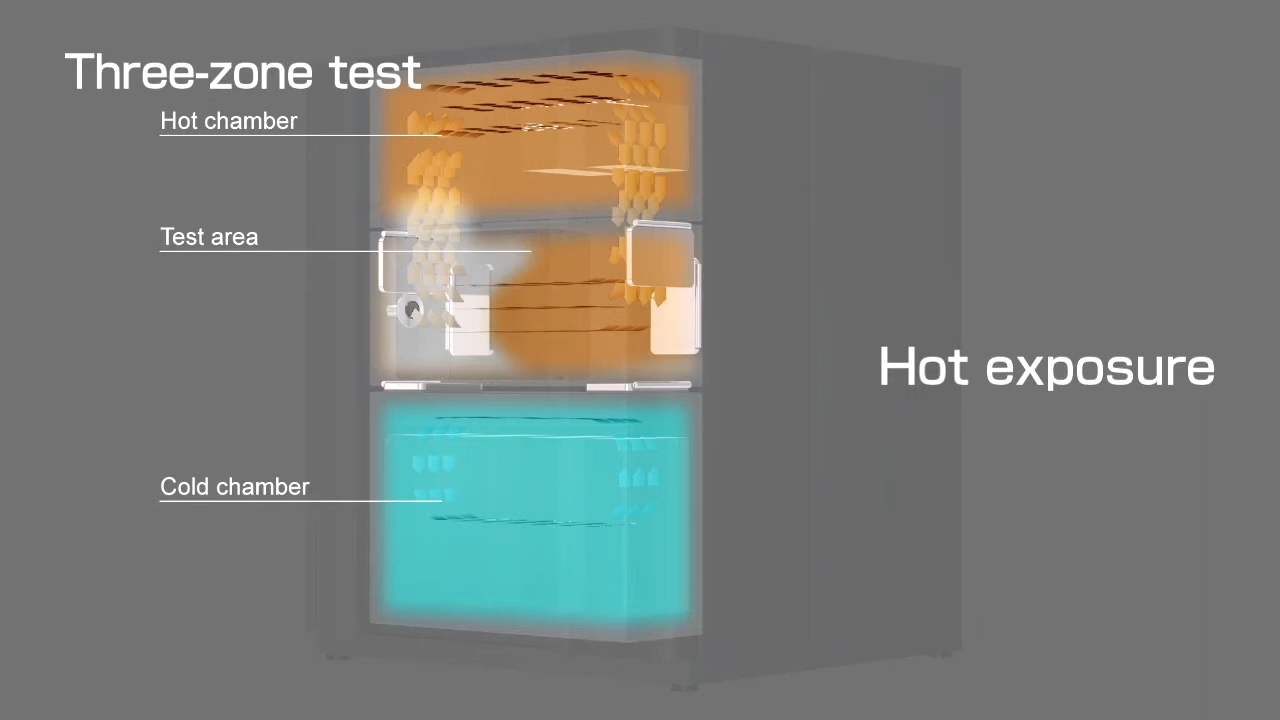 Three-zone test
Hot chamber
Test area
Hot exposure
Cold chamber